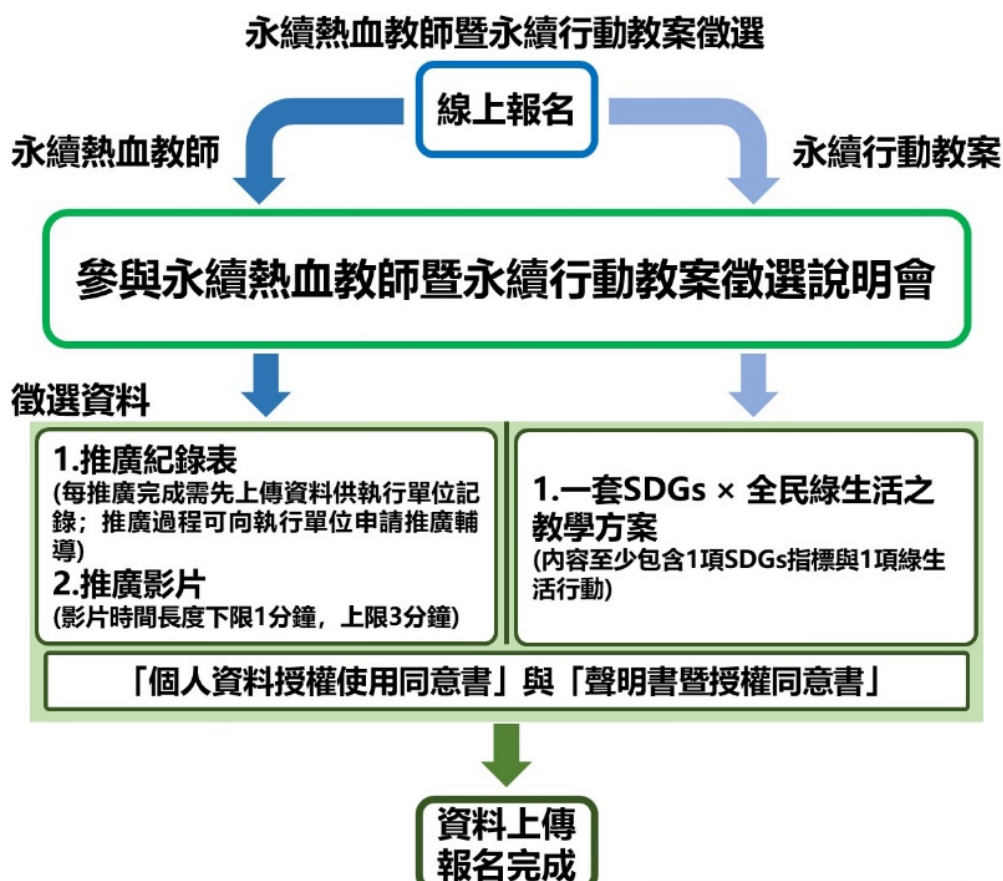 永續熱血教師暨永續行動教案徵選
線上報名
永續熱血教師
永續行動教案
參與永續熱血教師暨永續行動教案徵選說明會
徵選資料
1.推廣紀錄表
(每推廣完成需先上傳資料供執行單位記
錄；推廣過程可向執行單位申請推廣輔
導)
2.推廣影片
(影片時間長度下限1分鐘，上限3分鐘)
1.一套SDGs × 全民綠生活之
教學方案
(內容至少包含1項SDGs指標與1項綠生
活行動)
「個人資料授權使用同意書」與「聲明書暨授權同意書」
資料上傳
報名完成